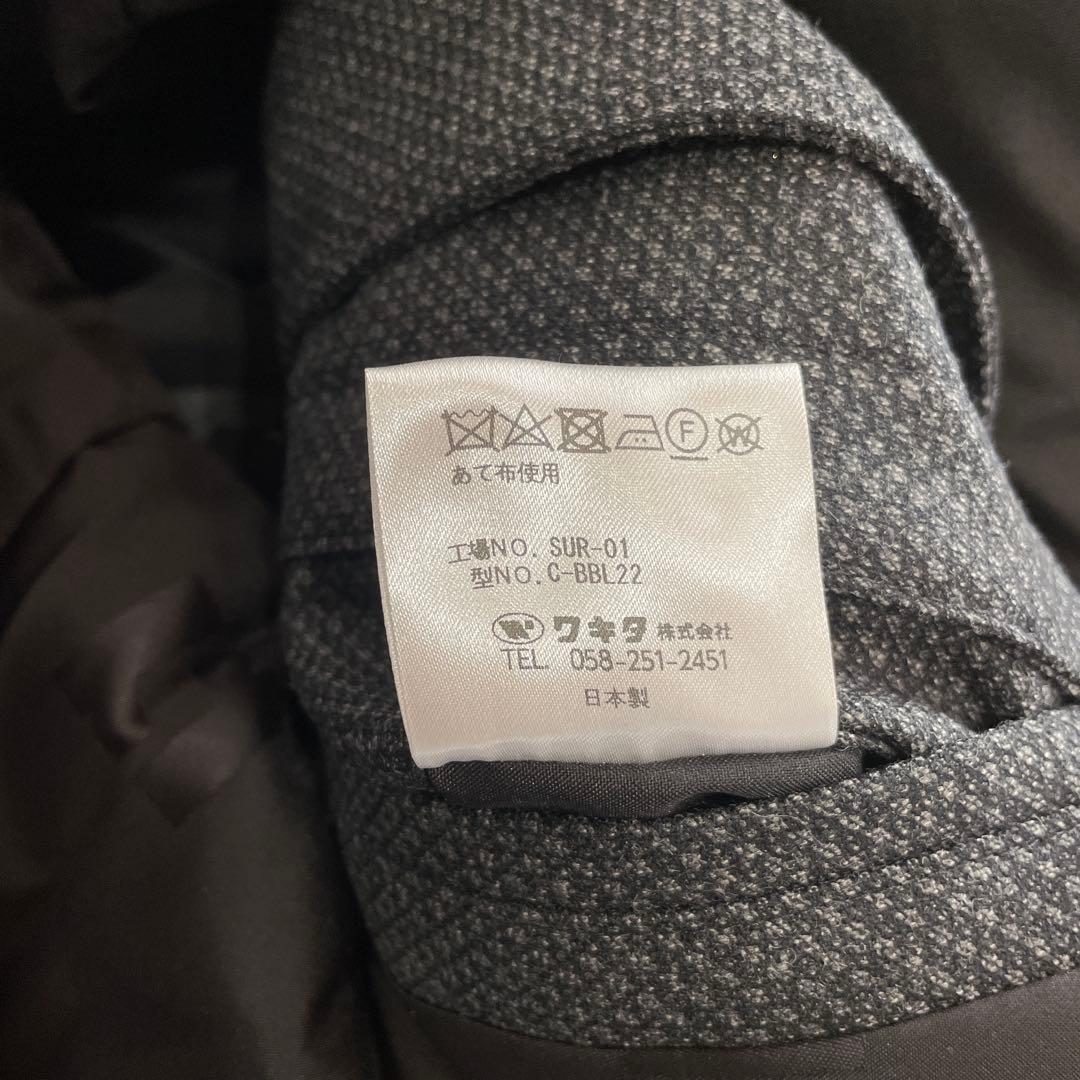 F W
あて布使用
工場NO. SUR-01
型NO. C-BBL22
ワキタ 株式会社
TEL 058-251-2451
日本製